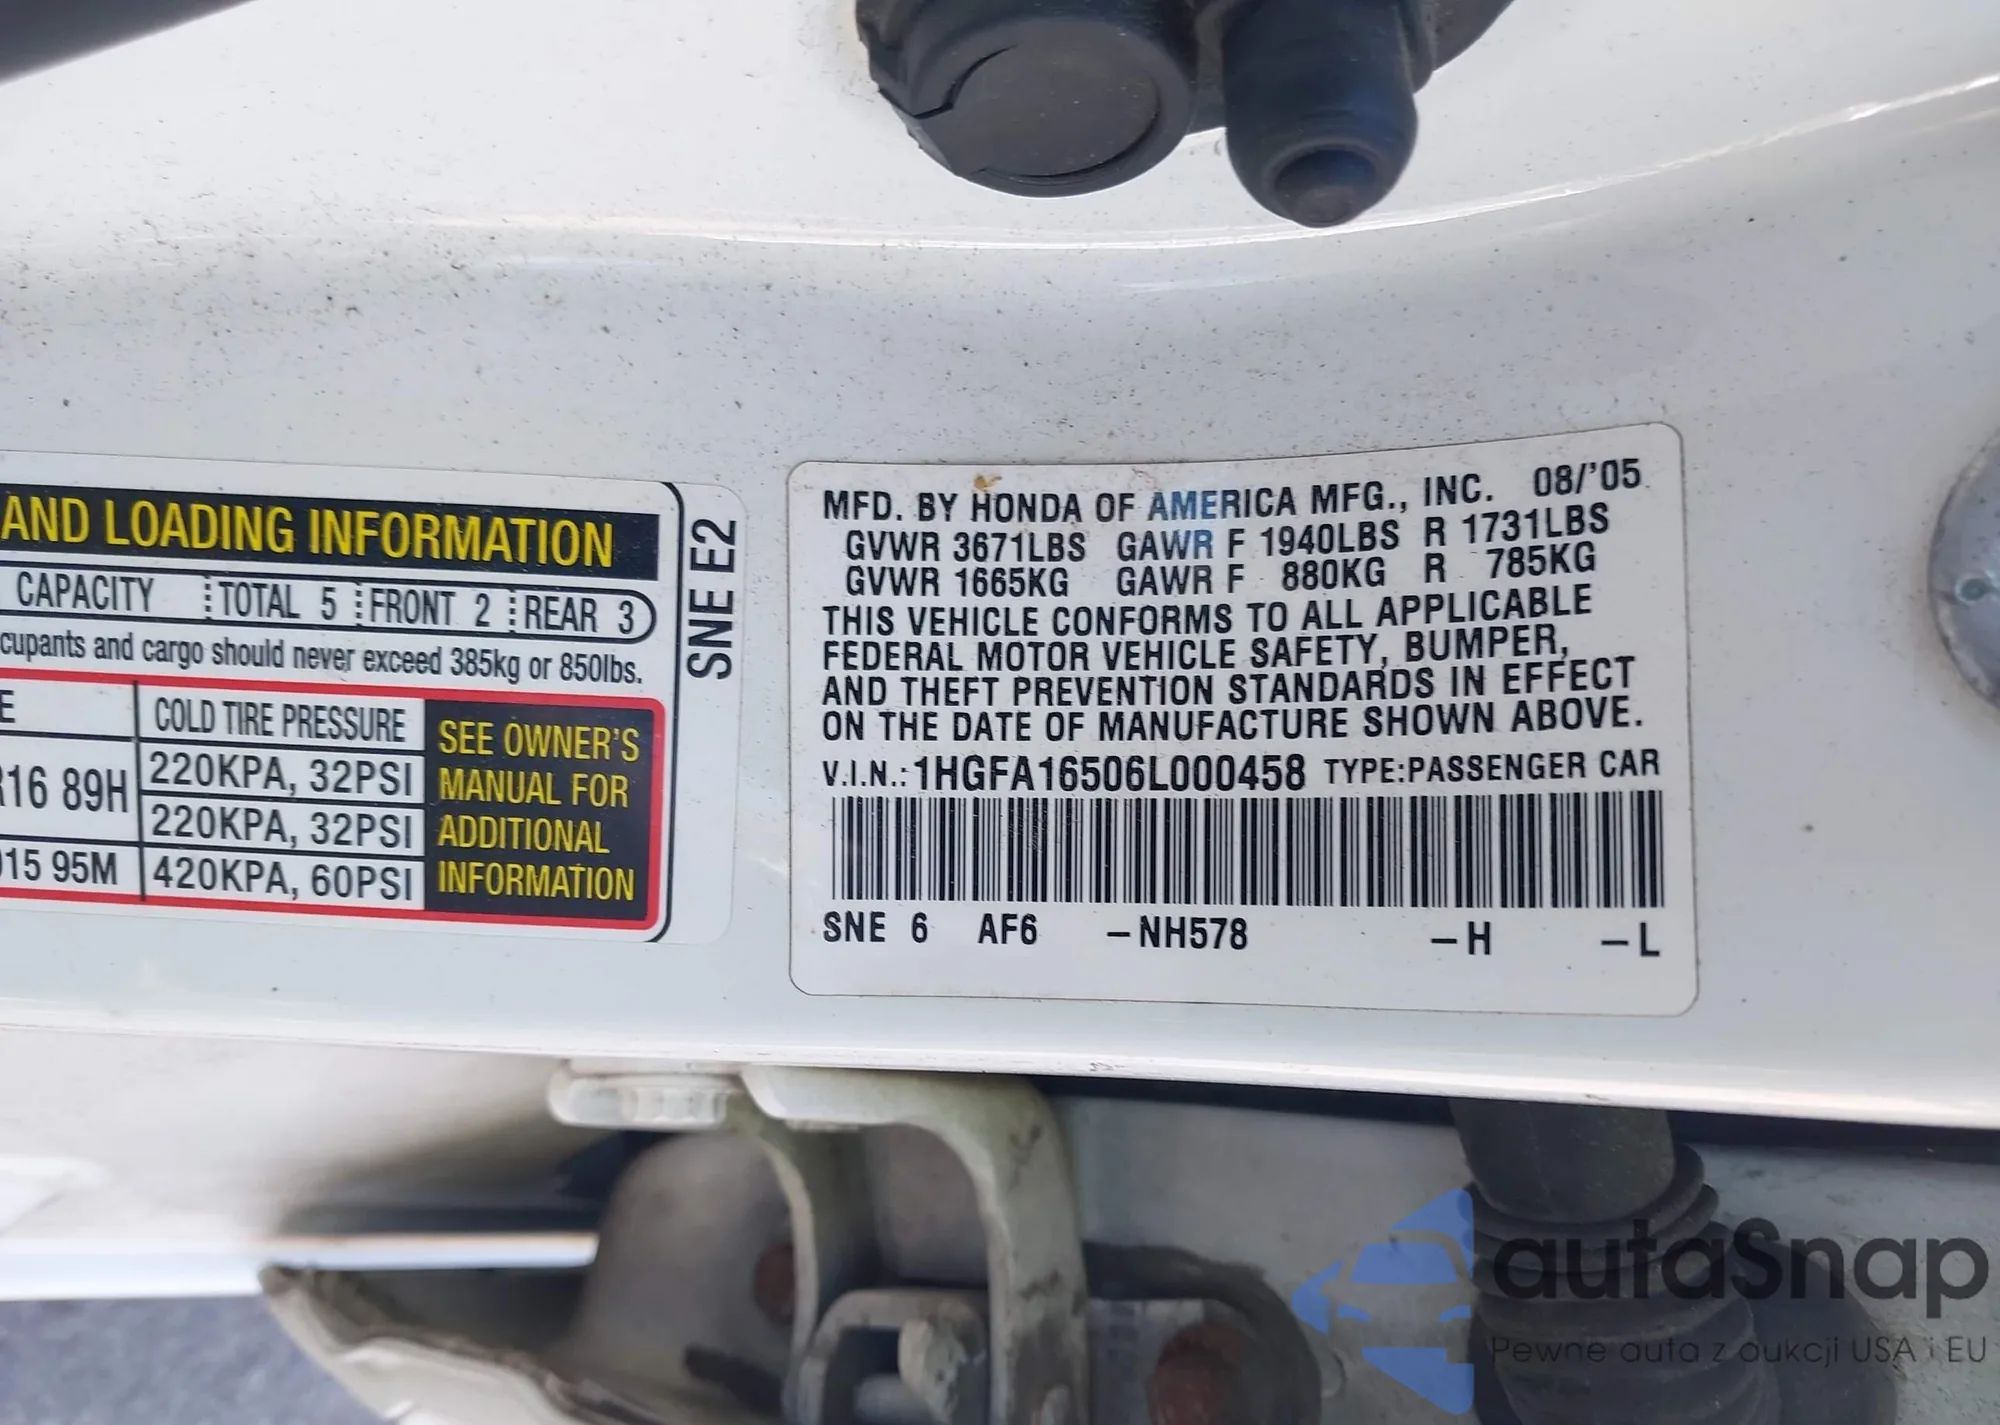 AND LOADING INFORMATION
CAPACITY TOTAL 5 FRONT 2 REAR 3
cupants and cargo should never exceed 385kg or 850lbs.
E COLD TIRE PRESSURE
R16 89H 220KPA, 32PSI
220KPA, 32PSI
15 95M 420KPA, 60PSI
SEE OWNER'S
MANUAL FOR
ADDITIONAL
INFORMATION
SNE E2
MFD. BY HONDA OF AMERICA MFG., INC. 08/'05
GVWR 3671LBS GAWR F 1940LBS R 1731LBS
GVWR 1665KG GAWR F 880KG R 785KG
THIS VEHICLE CONFORMS TO ALL APPLICABLE
FEDERAL MOTOR VEHICLE SAFETY, BUMPER,
AND THEFT PREVENTION STANDARDS IN EFFECT
ON THE DATE OF MANUFACTURE SHOWN ABOVE.
V.I.N.: 1HGFA16506L000458 TYPE:PASSENGER CAR
SNE 6 AF6 -NH578 -H -L
autaSnap
Pewne auta z aukcji USA i EU